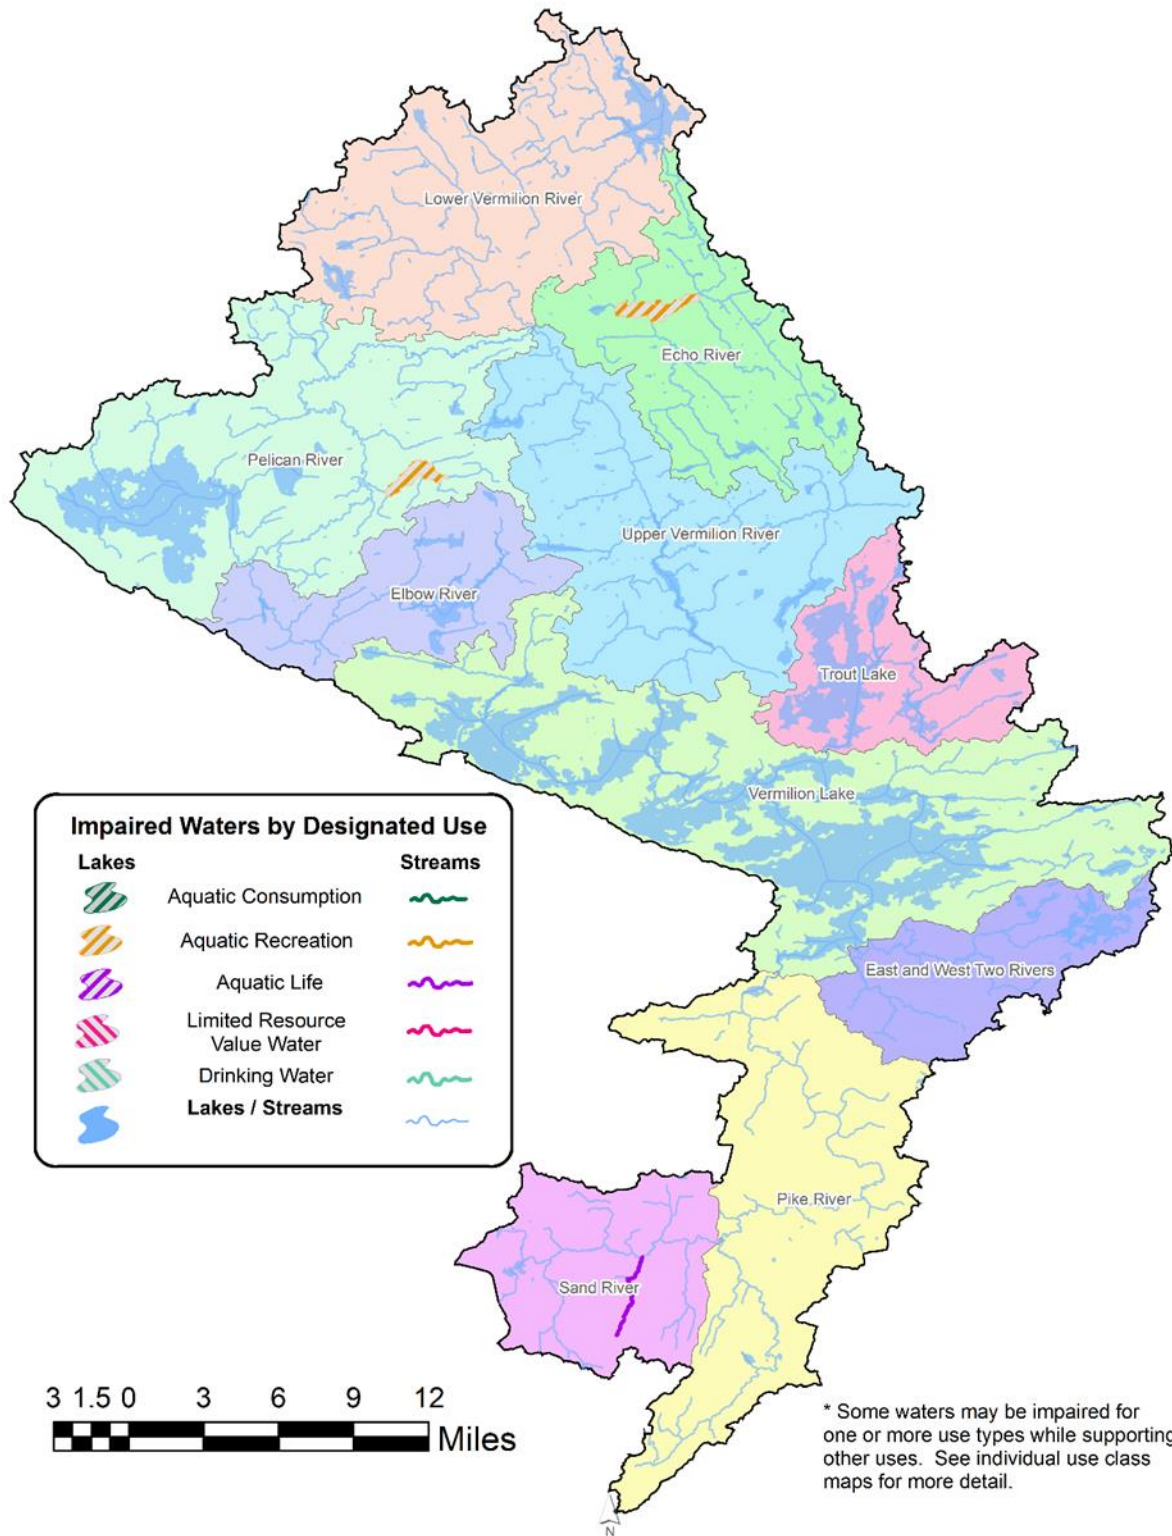 Lower Vermilion River
Echo River
Pelican River
Upper Vermilion River
Elbow River
Trout Lake
Vermilion Lake
Impaired Waters by Designated Use
Lakes
Streams
Aquatic Consumption
Aquatic Recreation
Aquatic Life
Limited Resource
Value Water
Drinking Water
Lakes / Streams
East and West Two Rivers
Pike River
Sand River
3 1.5 0 3 6 9 12
Miles
* Some waters may be impaired for
one or more use types while supporting
other uses. See individual use class
maps for more detail.
N